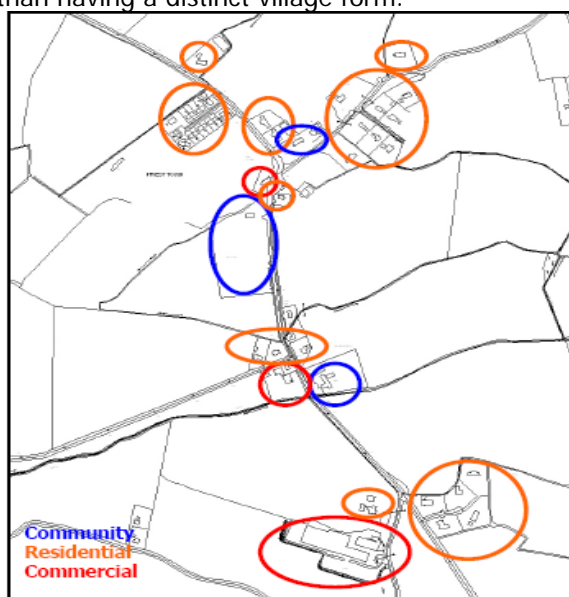 than having a distinct village form.
Community
Residential
Commercial